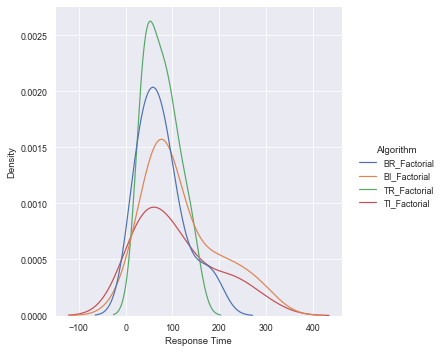 0.0025
0.0020
0.0015
0.0010
0.0005
0.0000
Density
−100
0
100
200
300
400
Response Time
Algorithm
BR_Factorial
BI_Factorial
TR_Factorial
TI_Factorial